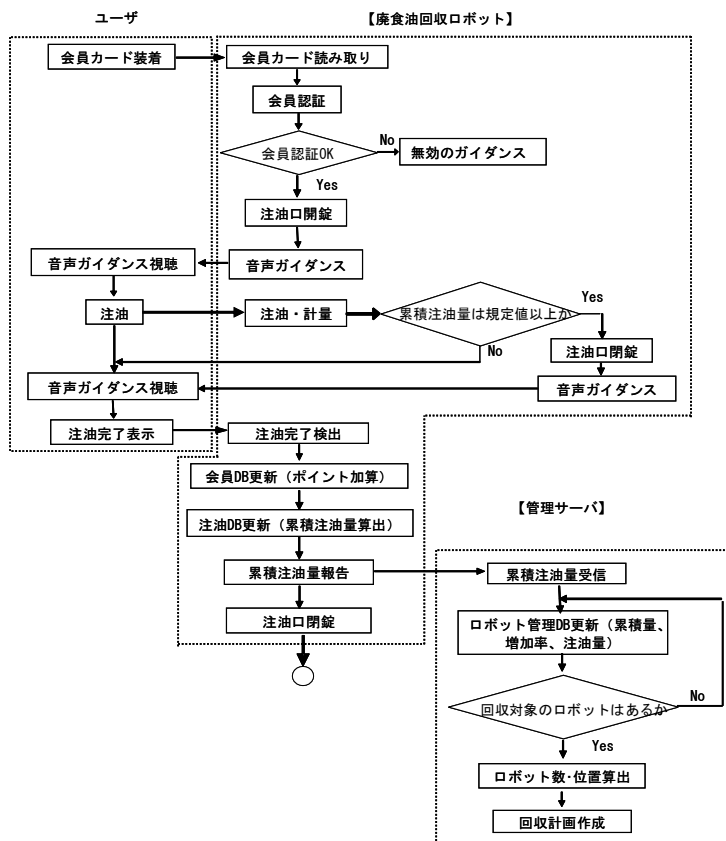 ユーザ
【廃食油回収ロボット】
会員カード装着
会員カード読み取り
会員認証
会員認証OK
No
無効のガイダンス
Yes
注油口開錠
音声ガイダンス視聴
音声ガイダンス
注油
注油・計量
累積注油量は規定値以上か
Yes
No
注油口閉錠
音声ガイダンス視聴
音声ガイダンス
注油完了表示
注油完了検出
会員DB更新（ポイント加算）
注油DB更新（累積注油量算出）
累積注油量報告
注油口閉錠
【管理サーバ】
累積注油量受信
ロボット管理DB更新（累積量、
増加率、注油量）
回収対象のロボットはあるか
No
Yes
ロボット数･位置算出
回収計画作成